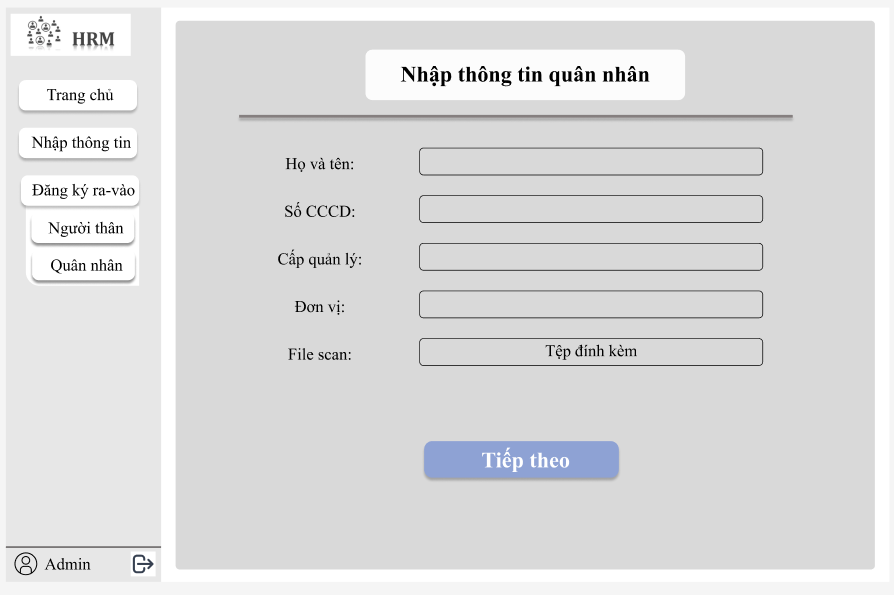 HRM
Trang chủ
Nhập thông tin
Đăng ký ra-vào
Người thân
Quân nhân
Admin
Nhập thông tin quân nhân
Họ và tên:
Số CCCD:
Cấp quản lý:
Đơn vị:
File scan:
Tệp đính kèm
Tiếp theo